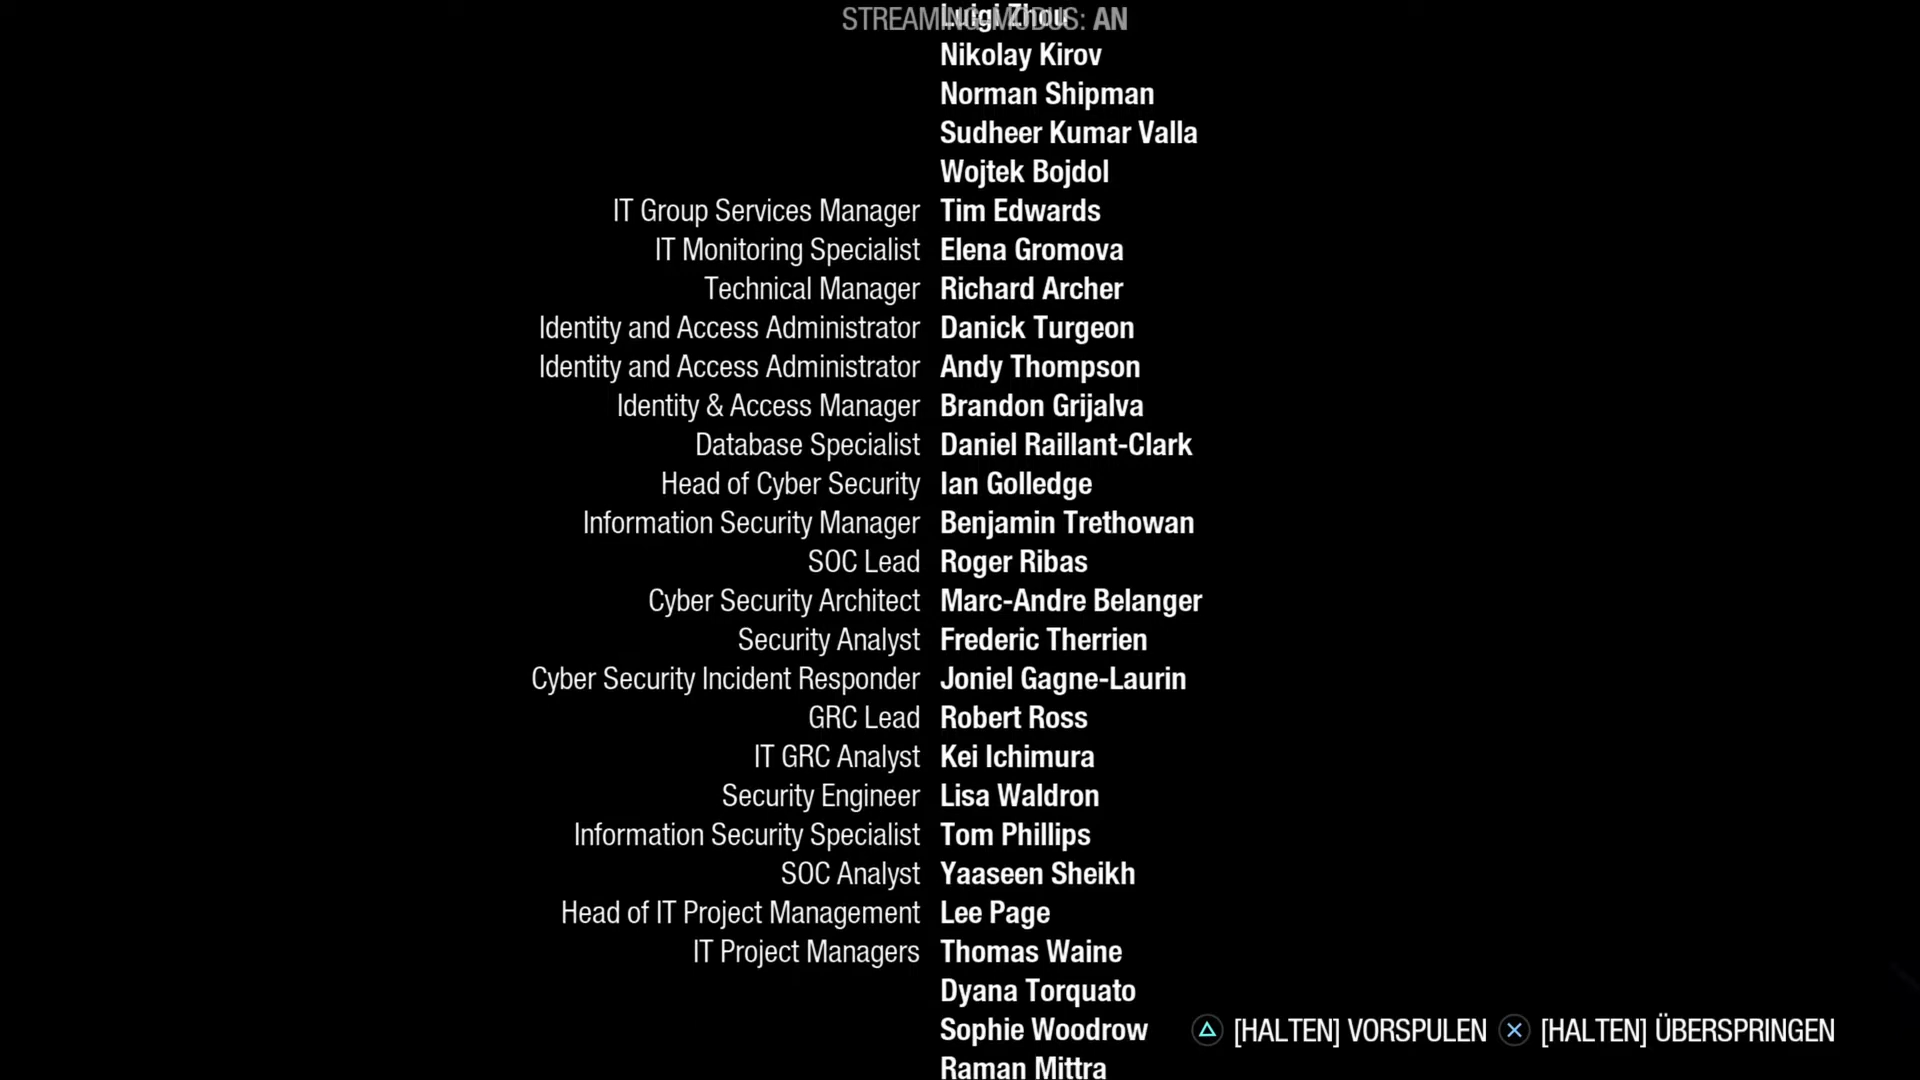 STREAMING-MODUS: AN
Luigi Zhou
Nikolay Kirov
Norman Shipman
Sudheer Kumar Valla
Wojtek Bojdol
IT Group Services Manager Tim Edwards
IT Monitoring Specialist Elena Gromova
Technical Manager Richard Archer
Identity and Access Administrator Danick Turgeon
Identity and Access Administrator Andy Thompson
Identity & Access Manager Brandon Grijalva
Database Specialist Daniel Raillant-Clark
Head of Cyber Security Ian Golledge
Information Security Manager Benjamin Trethowan
SOC Lead Roger Ribas
Cyber Security Architect Marc-Andre Belanger
Security Analyst Frederic Therrien
Cyber Security Incident Responder Joniel Gagne-Laurin
GRC Lead Robert Ross
IT GRC Analyst Kei Ichimura
Security Engineer Lisa Waldron
Information Security Specialist Tom Phillips
SOC Analyst Yaaseen Sheikh
Head of IT Project Management Lee Page
IT Project Managers Thomas Waine
Dyana Torquato
Sophie Woodrow
[HALTEN] VORSPULEN [HALTEN] ÜBERSPRINGEN
Raman Mittra